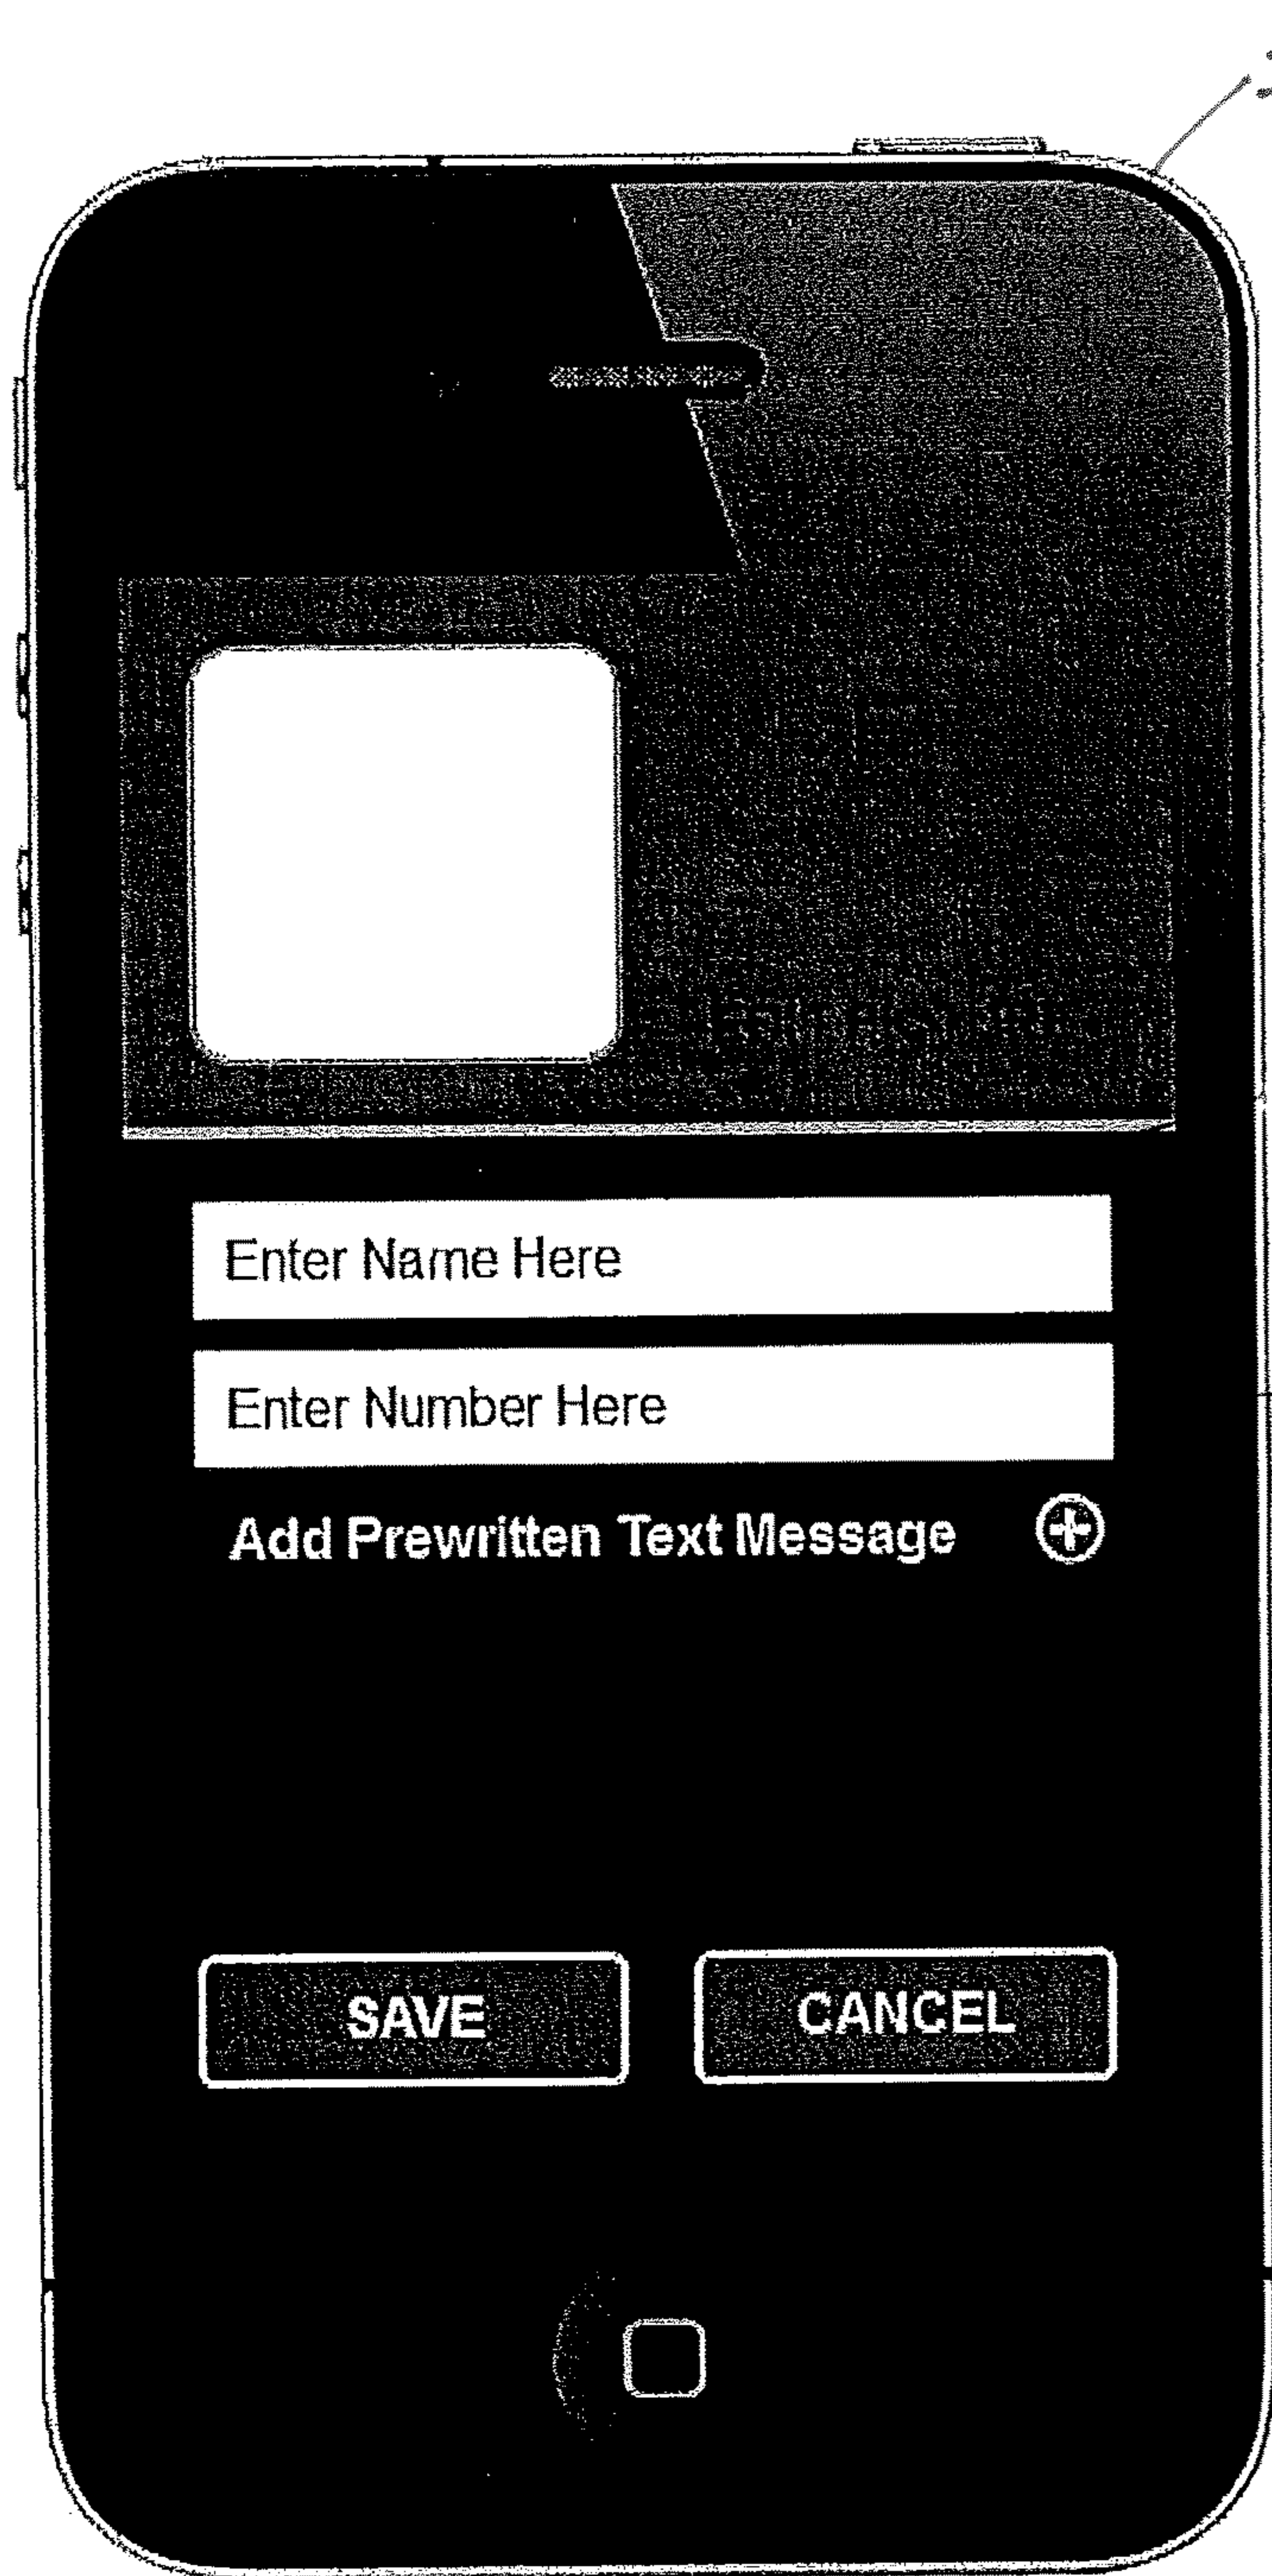 Enter Name Here
Enter Number Here
Add Prewritten Text Message
SAVE
CANCEL